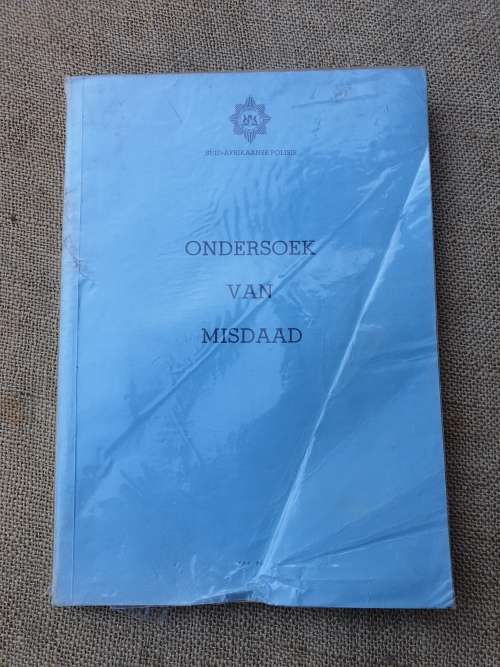 SUID-AFRIKAANSE POLISIE
ONDERSOEK
VAN
MISDAAD